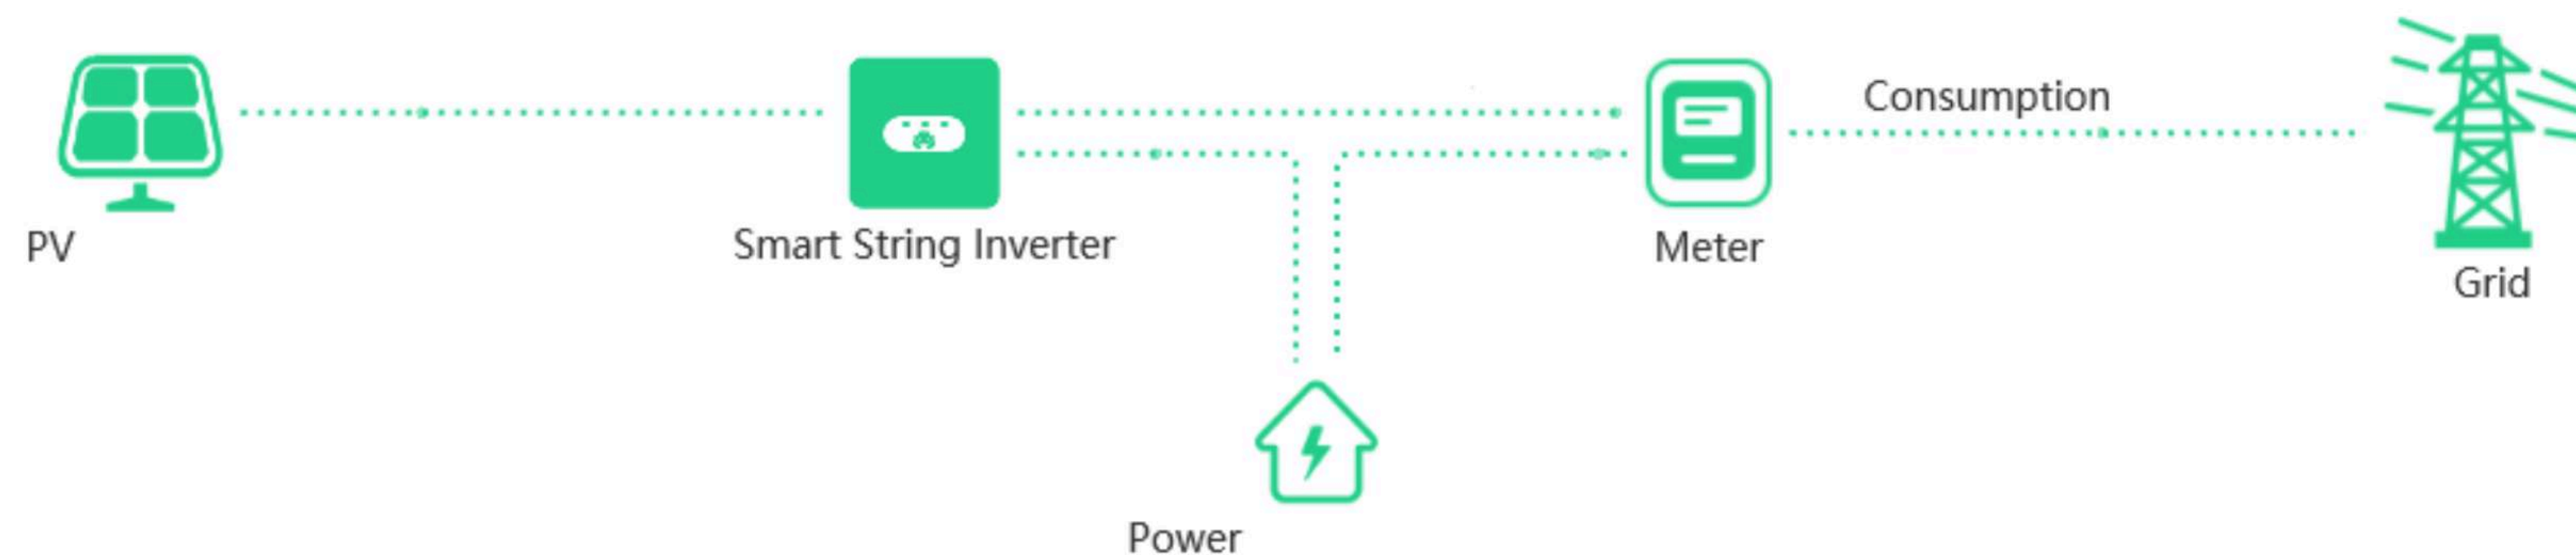 Consumption
PV
Smart String Inverter
Meter
Grid
Power